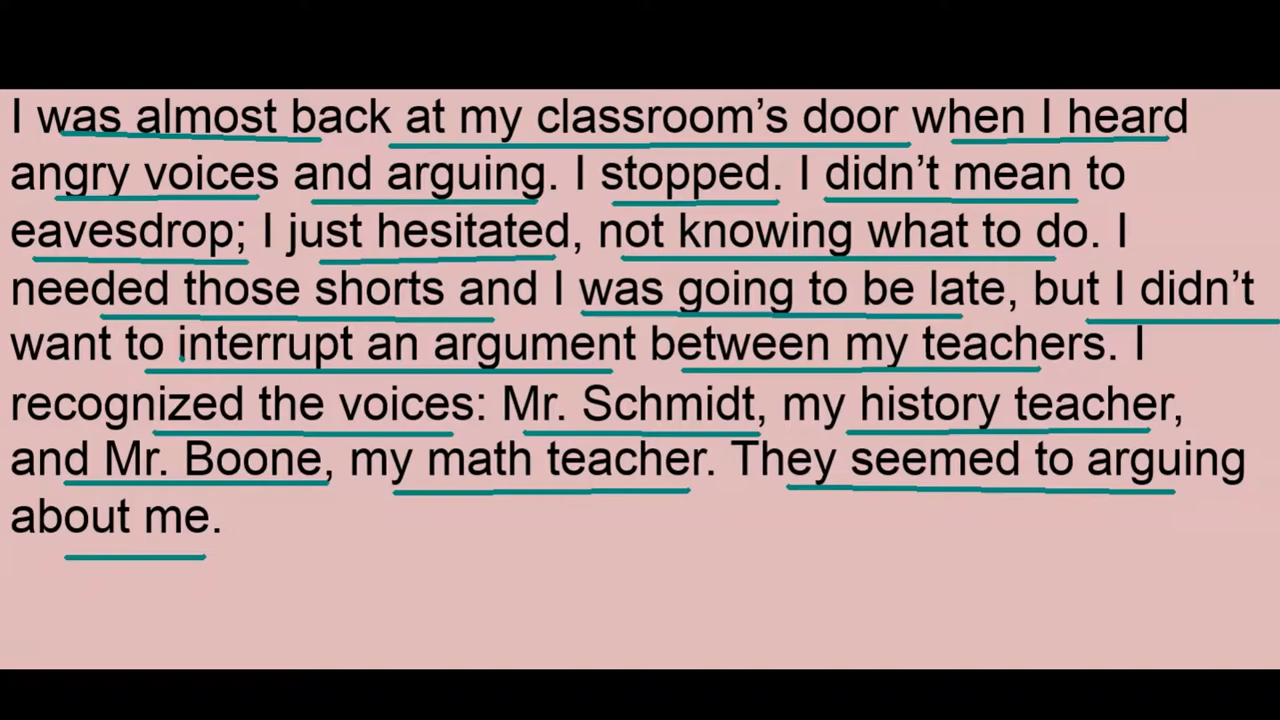 I was almost back at my classroom’s door when I heard
angry voices and arguing. I stopped. I didn’t mean to
eavesdrop; I just hesitated, not knowing what to do. I
needed those shorts and I was going to be late, but I didn’t
want to interrupt an argument between my teachers. I
recognized the voices: Mr. Schmidt, my history teacher,
and Mr. Boone, my math teacher. They seemed to arguing
about me.